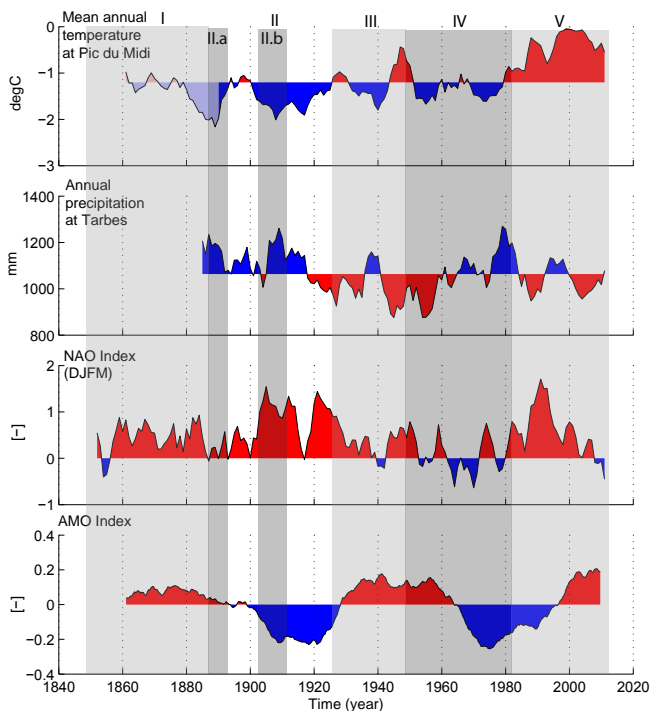 Mean annual
temperature
at Pic du Midi
I
II
III
IV
V
II.a
II.b
0
−1
−2
−3
degC
Annual
precipitation
at Tarbes
1400
1200
1000
800
mm
NAO Index
(DJFM)
2
1
0
−1
[−]
AMO Index
0.4
0.2
0
−0.2
−0.4
[−]
1840 1860 1880 1900 1920 1940 1960 1980 2000 2020
Time (year)